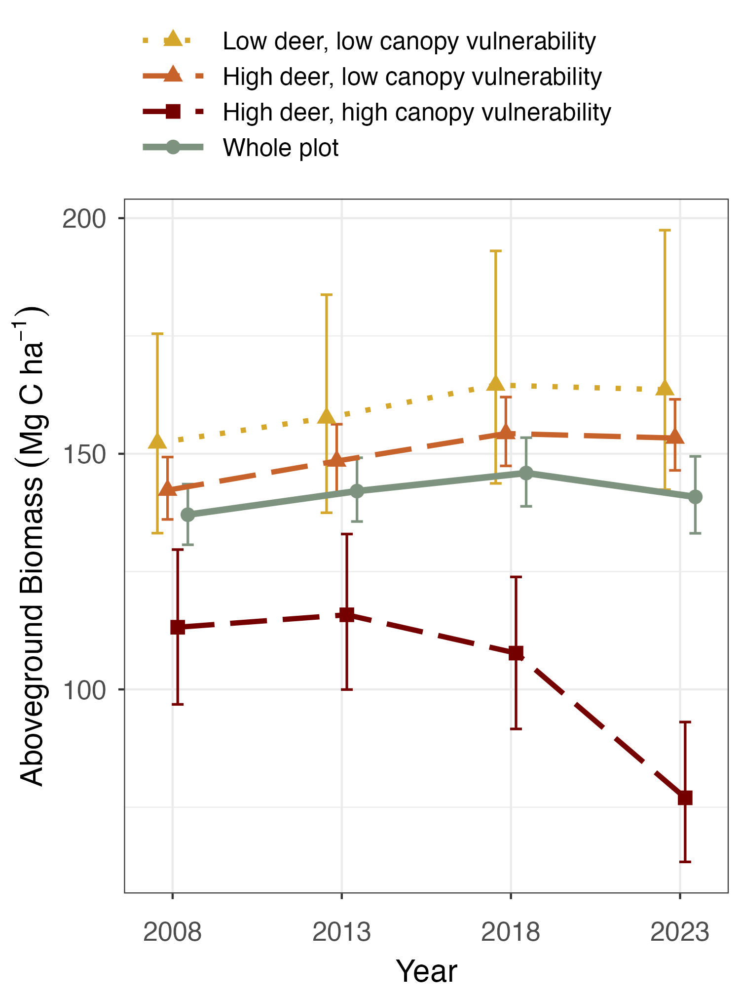 Low deer, low canopy vulnerability
High deer, low canopy vulnerability
High deer, high canopy vulnerability
Whole plot
200
150
100
Aboveground Biomass (Mg C ha⁻¹)
2008 2013 2018 2023
Year